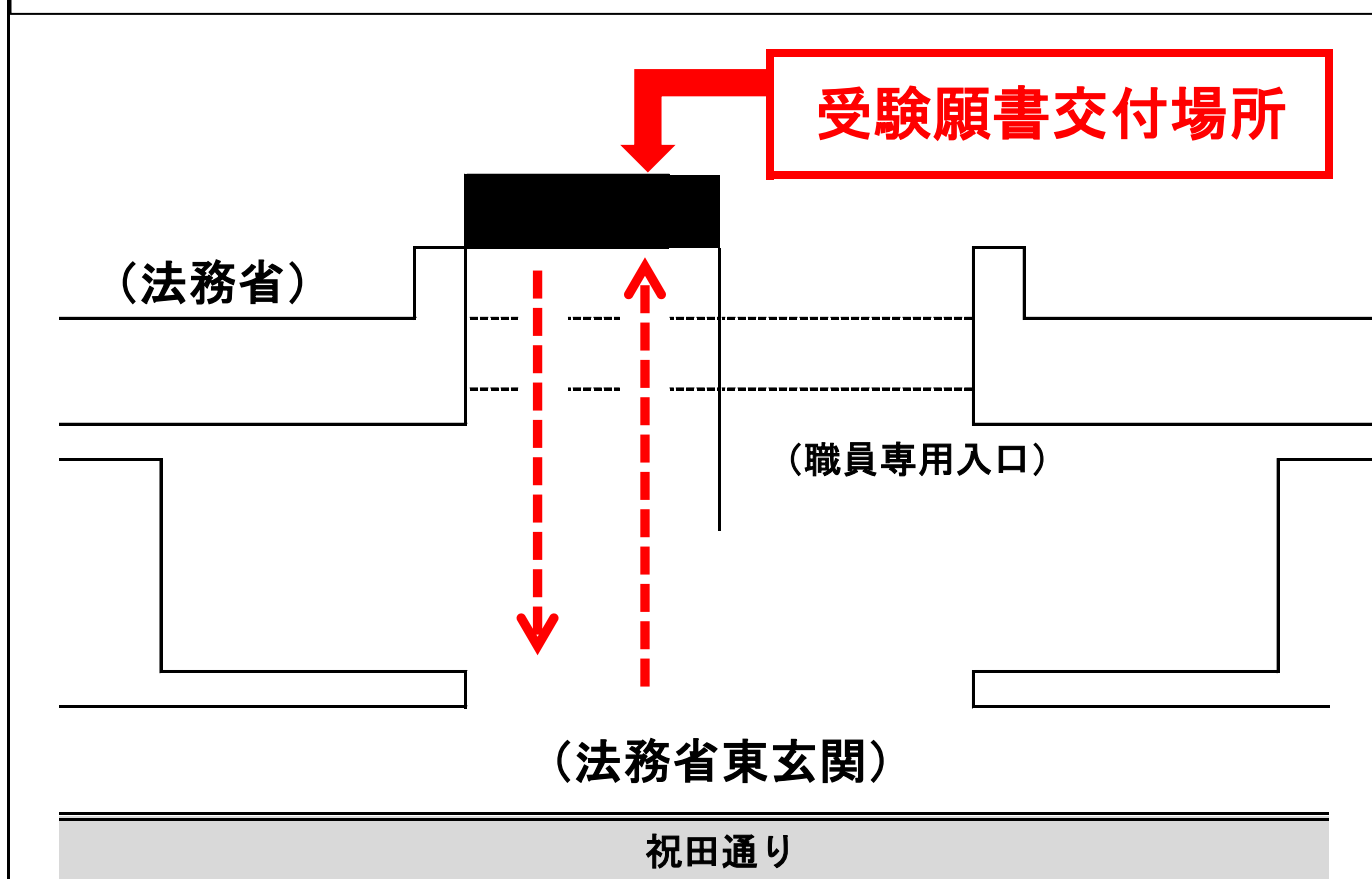 受験願書交付場所
（法務省）
（職員専用入口）
（法務省東玄関）
祝田通り